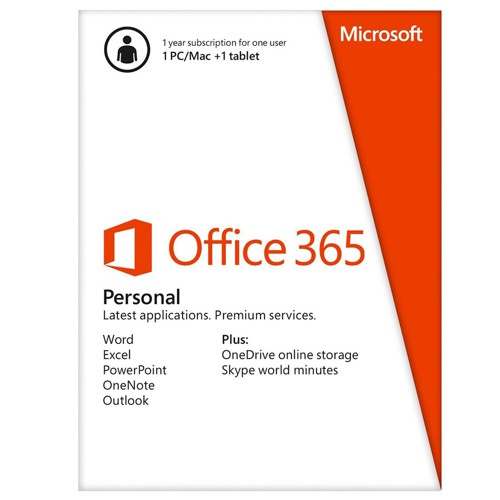 1 year subscription for one user
1 PC/Mac +1 tablet
Microsoft
Office 365
Personal
Latest applications. Premium services.
Word
Excel
PowerPoint
OneNote
Outlook
Plus:
OneDrive online storage
Skype world minutes